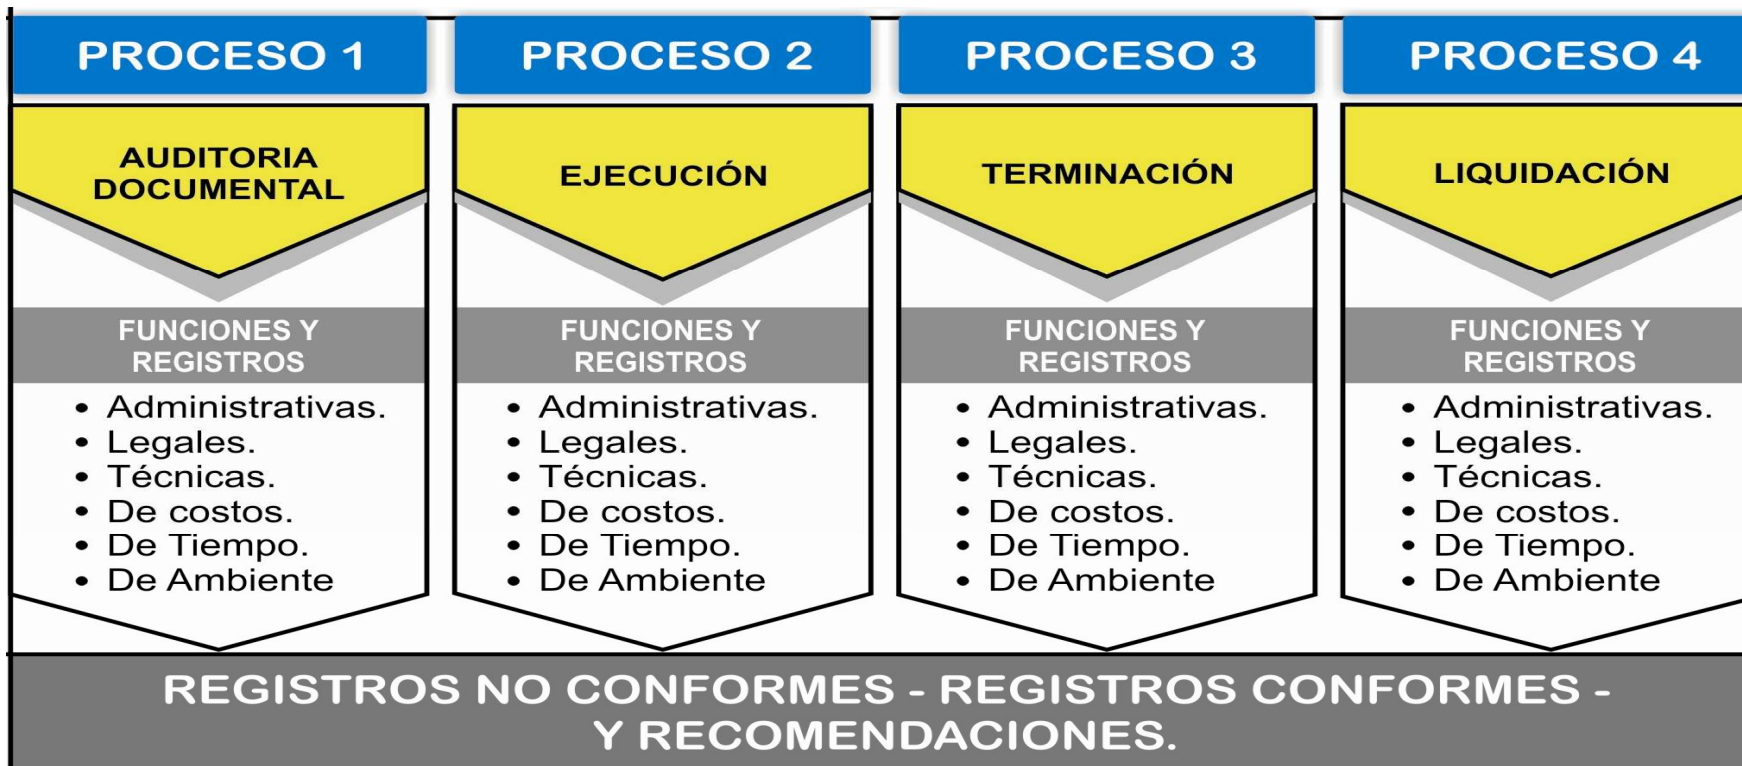 PROCESO 1
AUDITORIA
DOCUMENTAL
FUNCIONES Y
REGISTROS
• Administrativas.
• Legales.
• Técnicas.
• De costos.
• De Tiempo.
• De Ambiente
PROCESO 2
EJECUCIÓN
FUNCIONES Y
REGISTROS
• Administrativas.
• Legales.
• Técnicas.
• De costos.
• De Tiempo.
• De Ambiente
PROCESO 3
TERMINACIÓN
FUNCIONES Y
REGISTROS
• Administrativas.
• Legales.
• Técnicas.
• De costos.
• De Tiempo.
• De Ambiente
PROCESO 4
LIQUIDACIÓN
FUNCIONES Y
REGISTROS
• Administrativas.
• Legales.
• Técnicas.
• De costos.
• De Tiempo.
• De Ambiente
REGISTROS NO CONFORMES - REGISTROS CONFORMES -
Y RECOMENDACIONES.